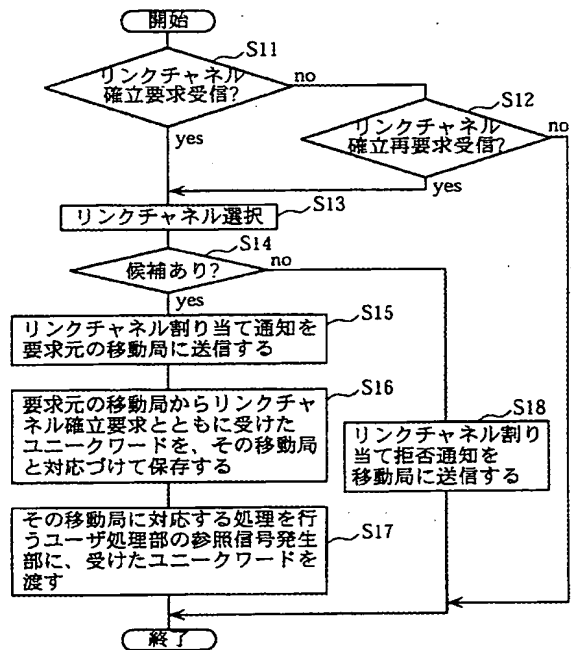 開始
S11
リンクチャネル
確立要求受信?
no
yes
S12
リンクチャネル
確立再要求受信?
no
yes
S13
リンクチャネル選択
S14
候補あり?
no
yes
S15
リンクチャネル割り当て通知を
要求元の移動局に送信する
S16
要求元の移動局からリンクチャ
ネル確立要求とともに受けた
ユニークワードを、その移動局
と対応づけて保存する
S18
リンクチャネル割り
当て拒否通知を
移動局に送信する
S17
その移動局に対応する処理を行
うユーザ処理部の参照信号発生
部に、受けたユニークワードを
渡す
終了